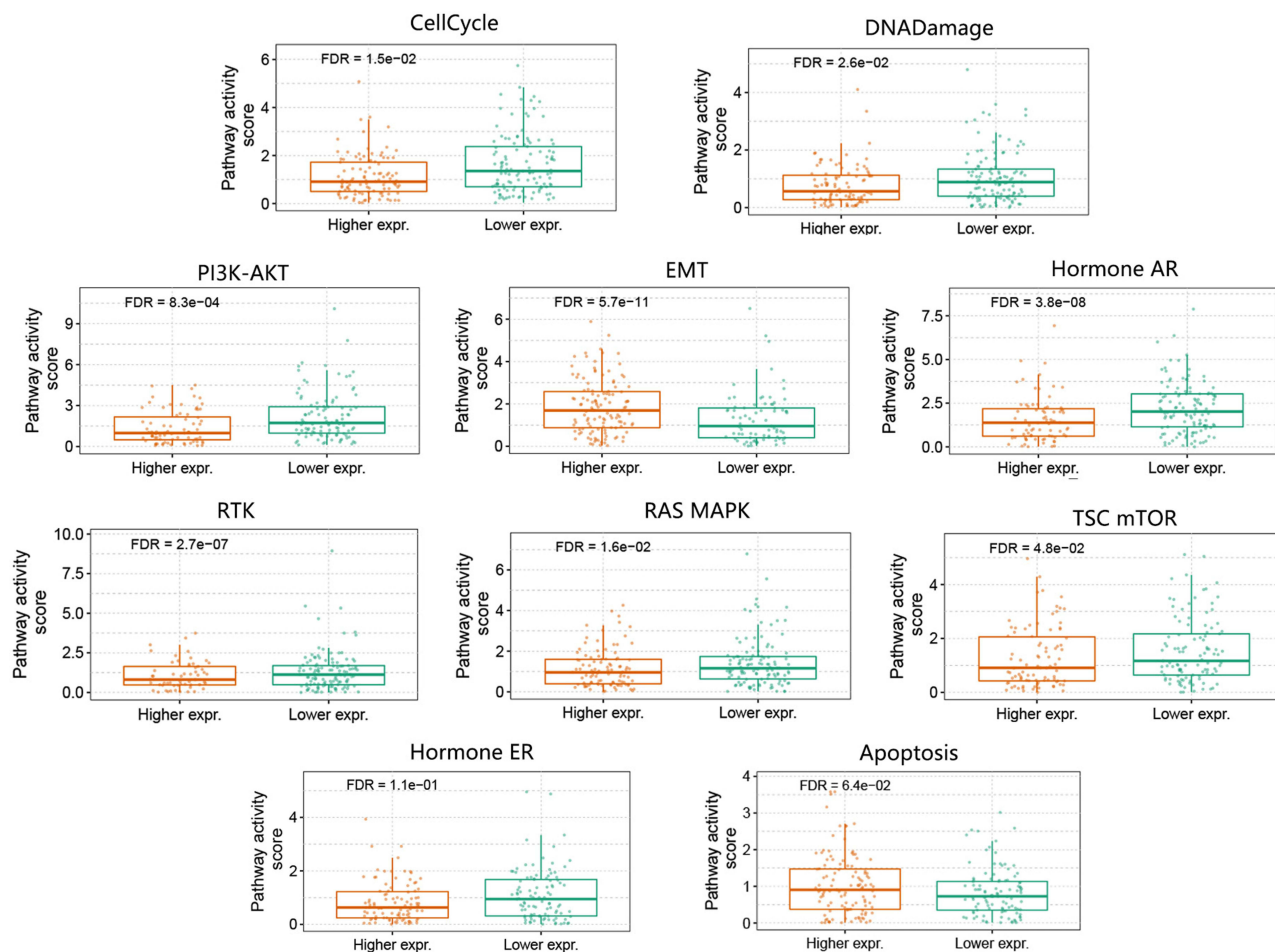 CellCycle
FDR = 1.5e−02
Pathway activity
score
6
4
2
0
Higher expr.
Lower expr.
DNADamage
FDR = 2.6e−02
Pathway activity
score
4
2
0
Higher expr.
Lower expr.
PI3K-AKT
FDR = 8.3e−04
Pathway activity
score
9
6
3
0
Higher expr.
Lower expr.
EMT
FDR = 5.7e−11
Pathway activity
score
6
4
2
0
Higher expr.
Lower expr.
Hormone AR
FDR = 3.8e−08
Pathway activity
score
7.5
5.0
2.5
0.0
Higher expr.
Lower expr.
RTK
FDR = 2.7e−07
Pathway activity
score
10.0
7.5
5.0
2.5
0.0
Higher expr.
Lower expr.
RAS MAPK
FDR = 1.6e−02
Pathway activity
score
6
4
2
0
Higher expr.
Lower expr.
TSC mTOR
FDR = 4.8e−02
Pathway activity
score
4
2
0
Higher expr.
Lower expr.
Hormone ER
FDR = 1.1e−01
Pathway activity
score
4
2
0
Higher expr.
Lower expr.
Apoptosis
FDR = 6.4e−02
Pathway activity
score
4
3
2
1
0
Higher expr.
Lower expr.